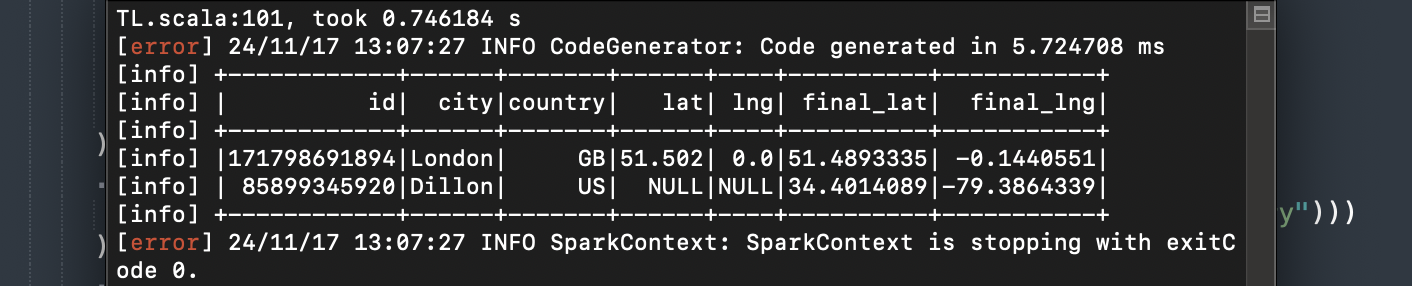 TL.scala:101, took 0.746184 s
[error] 24/11/17 13:07:27 INFO CodeGenerator: Code generated in 5.724708 ms
[info] +------------+------+-------+------+----+----------+-----------+
[info] |          id|  city|country|   lat| lng| final_lat|  final_lng|
[info] +------------+------+-------+------+----+----------+-----------+
)
[info] |171798691894|London|     GB|51.502| 0.0|51.4893335| -0.1440551|
[info] | 85899345920|Dillon|     US|  NULL|NULL|34.4014089|-79.3864339|
[info] +------------+------+-------+------+----+----------+-----------+
y")))
)
[error] 24/11/17 13:07:27 INFO SparkContext: SparkContext is stopping with exitC
ode 0.